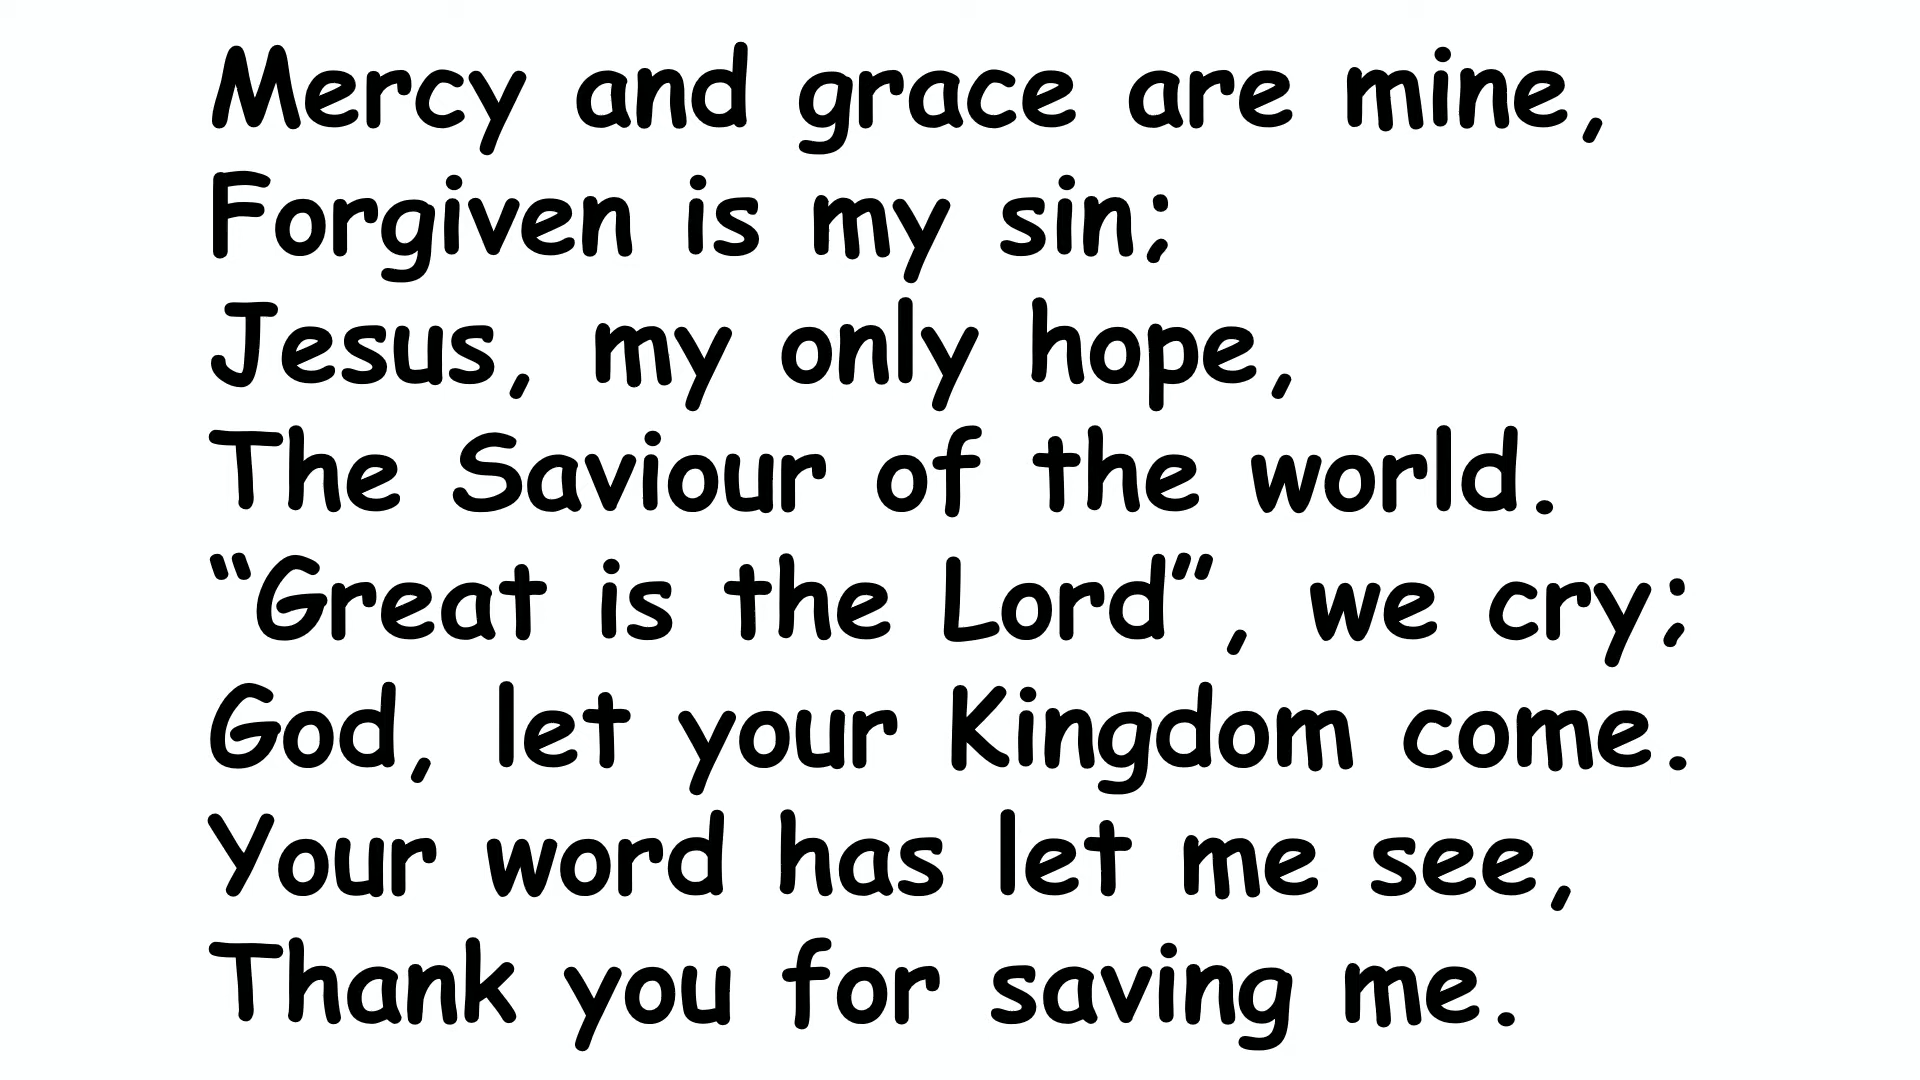 Mercy and grace are mine,
Forgiven is my sin;
Jesus, my only hope,
The Saviour of the world.
“Great is the Lord”, we cry;
God, let your Kingdom come.
Your word has let me see,
Thank you for saving me.